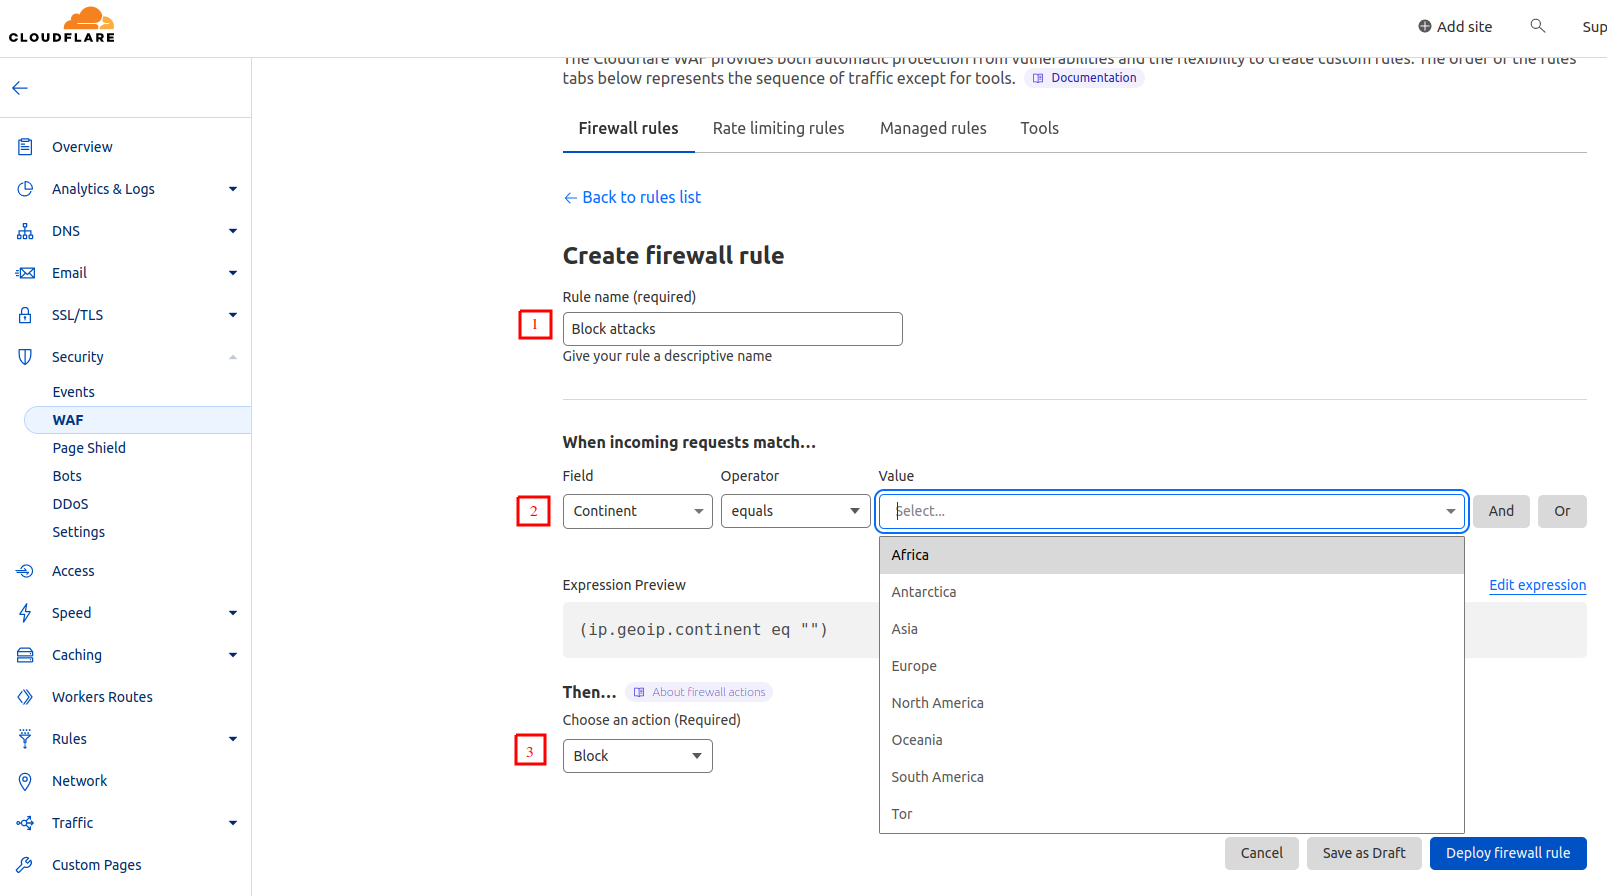 CLOUDFLARE
Add site
Sup
The Cloudflare WAF provides both automatic protection from vulnerabilities and the flexibility to create custom rules. The order of the rules
tabs below represents the sequence of traffic except for tools. Documentation
Firewall rules Rate limiting rules Managed rules Tools
Back to rules list
Create firewall rule
Rule name (required)
1 Block attacks
Give your rule a descriptive name
When incoming requests match...
Field Operator Value
2 Continent equals Select... And Or
Africa
Antarctica
Asia
Europe
North America
Oceania
South America
Tor
Expression Preview Edit expression
(ip.geoip.continent eq "")
Then... About firewall actions
Choose an action (Required)
3 Block
Cancel Save as Draft Deploy firewall rule
Overview
Analytics & Logs
DNS
Email
SSL/TLS
Security
Events
WAF
Page Shield
Bots
DDoS
Settings
Access
Speed
Caching
Workers Routes
Rules
Network
Traffic
Custom Pages